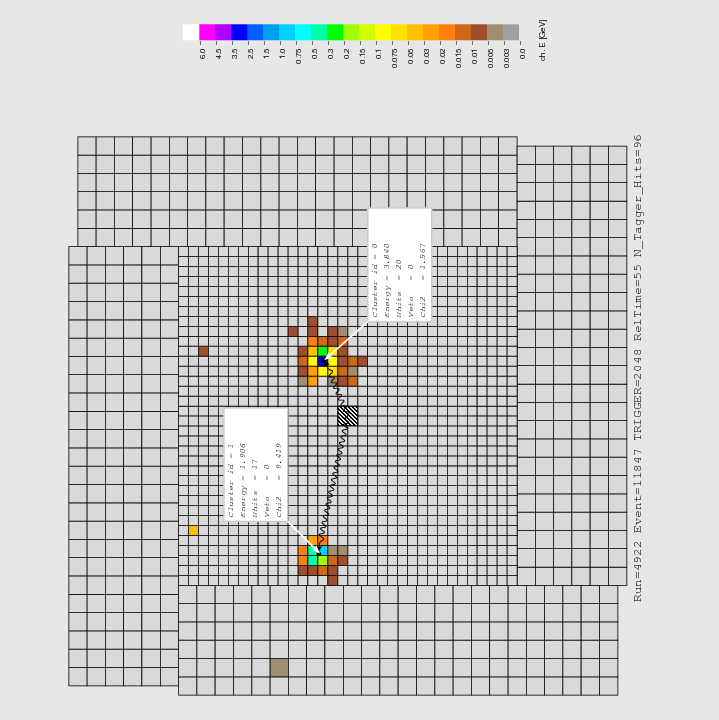 6.0 4.5 3.5 2.5 1.5 1.0 0.75 0.5 0.3 0.2 0.15 0.1 0.075 0.05 0.03 0.02 0.015 0.01 0.005 0.003 0.0
ch. E [GeV]
Cluster id = 0
Energy = 3.840
Nhits = 20
Veto = 0
Chi2 = 1.567
Cluster id = 1
Energy = 1.906
Nhits = 17
Veto = 0
Chi2 = 9.419
Run=4922 Event=11847 TRIGGER=2048 RelTime=55 N_Tagger_Hits=96